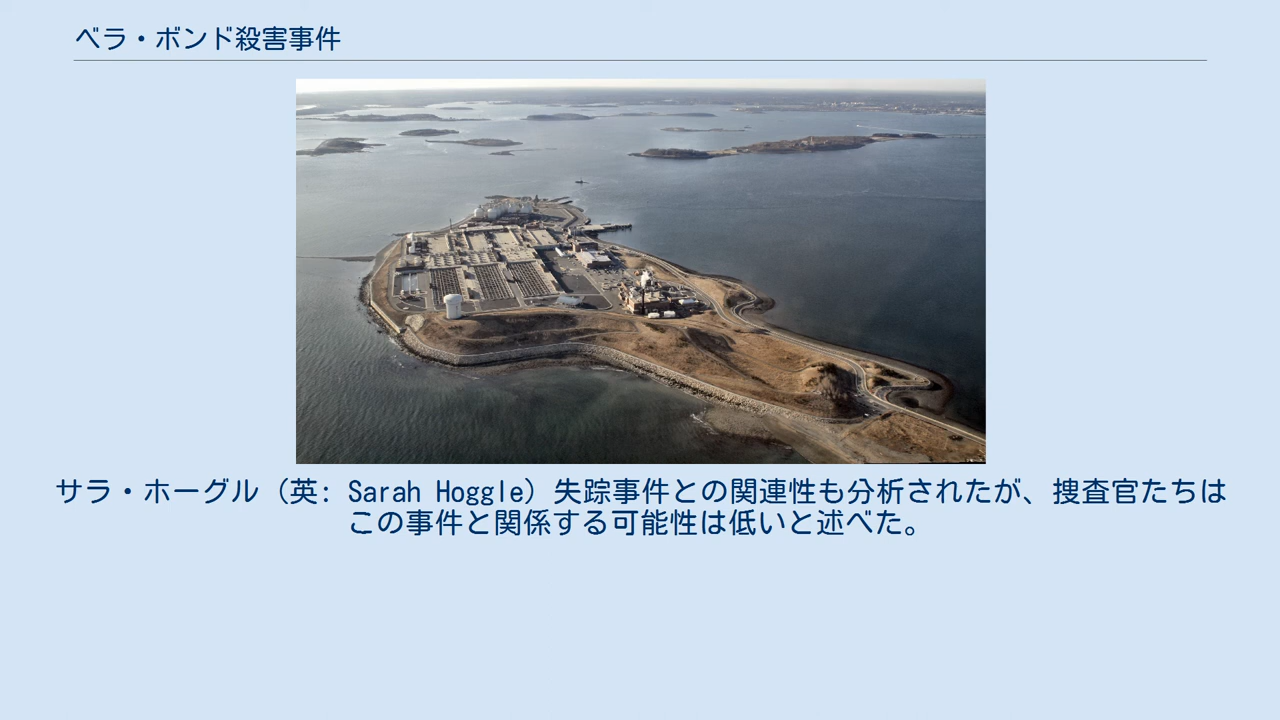 ベラ・ボンド殺害事件
サラ・ホーグル（英: Sarah Hoggle）失踪事件との関連性も分析されたが、捜査官たちは
この事件と関係する可能性は低いと述べた。